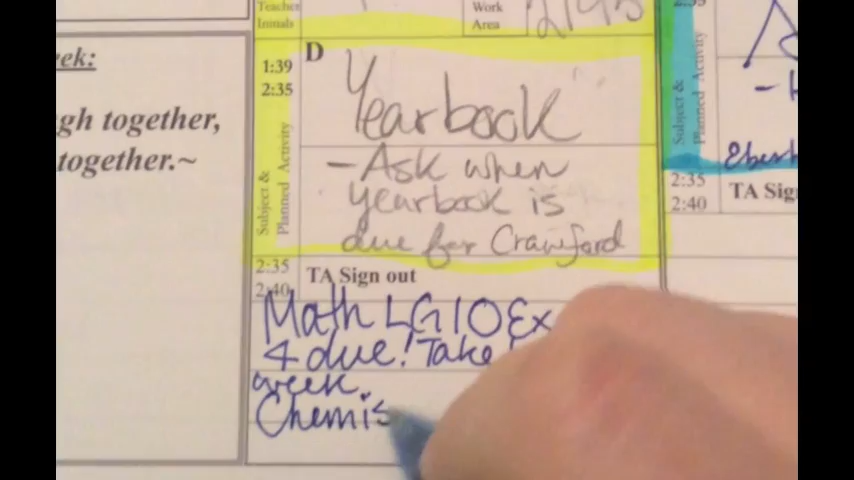 Teacher
Initials
Work
Area
ek:
gh together,
together.~
D
1:39
2:35
Subject &
Planned Activity
Yearbook
- Ask when
yearbook is
due for Crawford
2:35
2:40
TA Sign out
Math LG10 Ex
4 due! Take
week.
Chemis
2:35
Subject &
Planned Activity
2:35
2:40
TA Sig